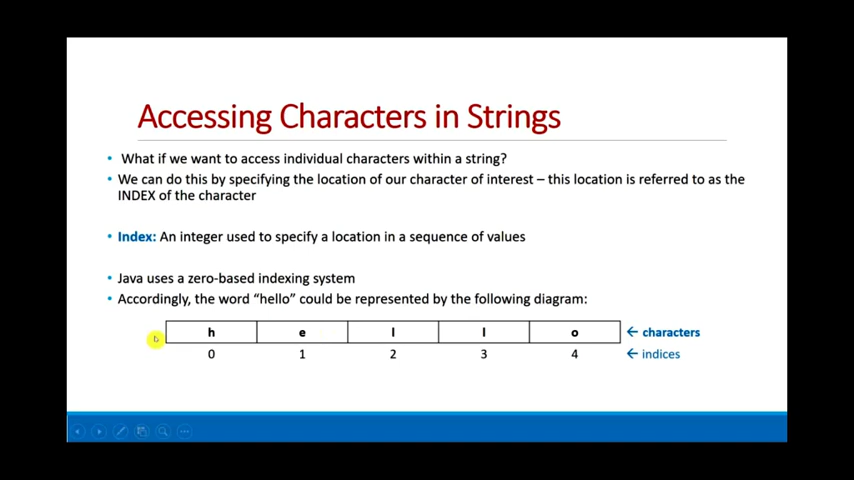 Accessing Characters in Strings
• What if we want to access individual characters within a string?
• We can do this by specifying the location of our character of interest – this location is referred to as the
INDEX of the character
• Index: An integer used to specify a location in a sequence of values
• Java uses a zero-based indexing system
• Accordingly, the word “hello” could be represented by the following diagram:
h e l l o ← characters
0 1 2 3 4 ← indices